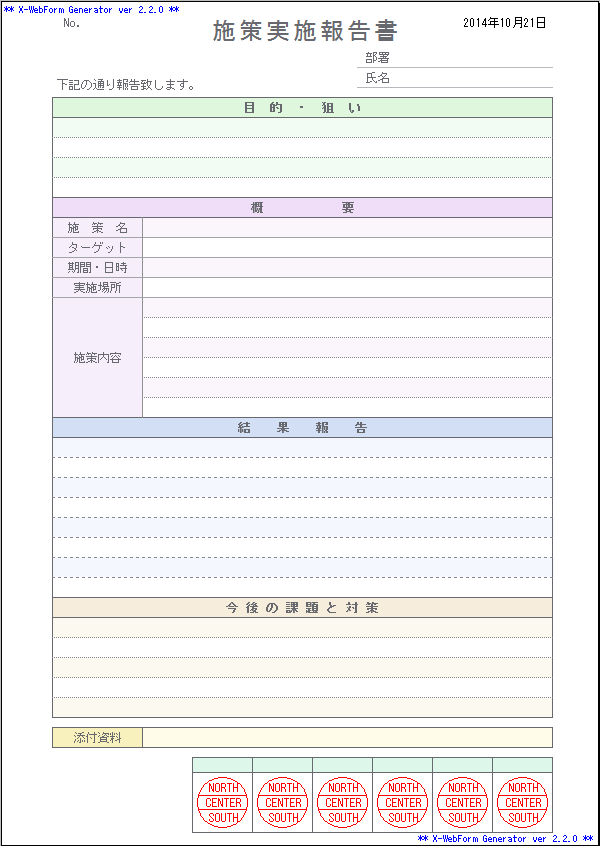 ** X-WebForm Generator ver 2.2.0 **
No.
施策実施報告書
2014年10月21日
部署
氏名
下記の通り報告致します。
目的・狙い
概要
施策名
ターゲット
期間・日時
実施場所
施策内容
結果報告
今後の課題と対策
添付資料
NORTH NORTH NORTH NORTH NORTH NORTH
CENTER CENTER CENTER CENTER CENTER CENTER
SOUTH SOUTH SOUTH SOUTH SOUTH SOUTH
** X-WebForm Generator ver 2.2.0 **